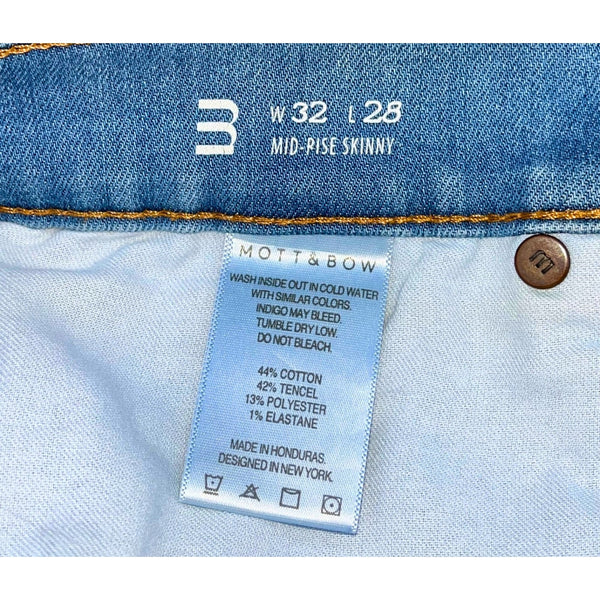 W 32 L 28
MID-RISE SKINNY
MOTT & BOW
WASH INSIDE OUT IN COLD WATER
WITH SIMILAR COLORS.
INDIGO MAY BLEED.
TUMBLE DRY LOW.
DO NOT BLEACH.
44% COTTON
42% TENCEL
13% POLYESTER
1% ELASTANE
MADE IN HONDURAS.
DESIGNED IN NEW YORK.